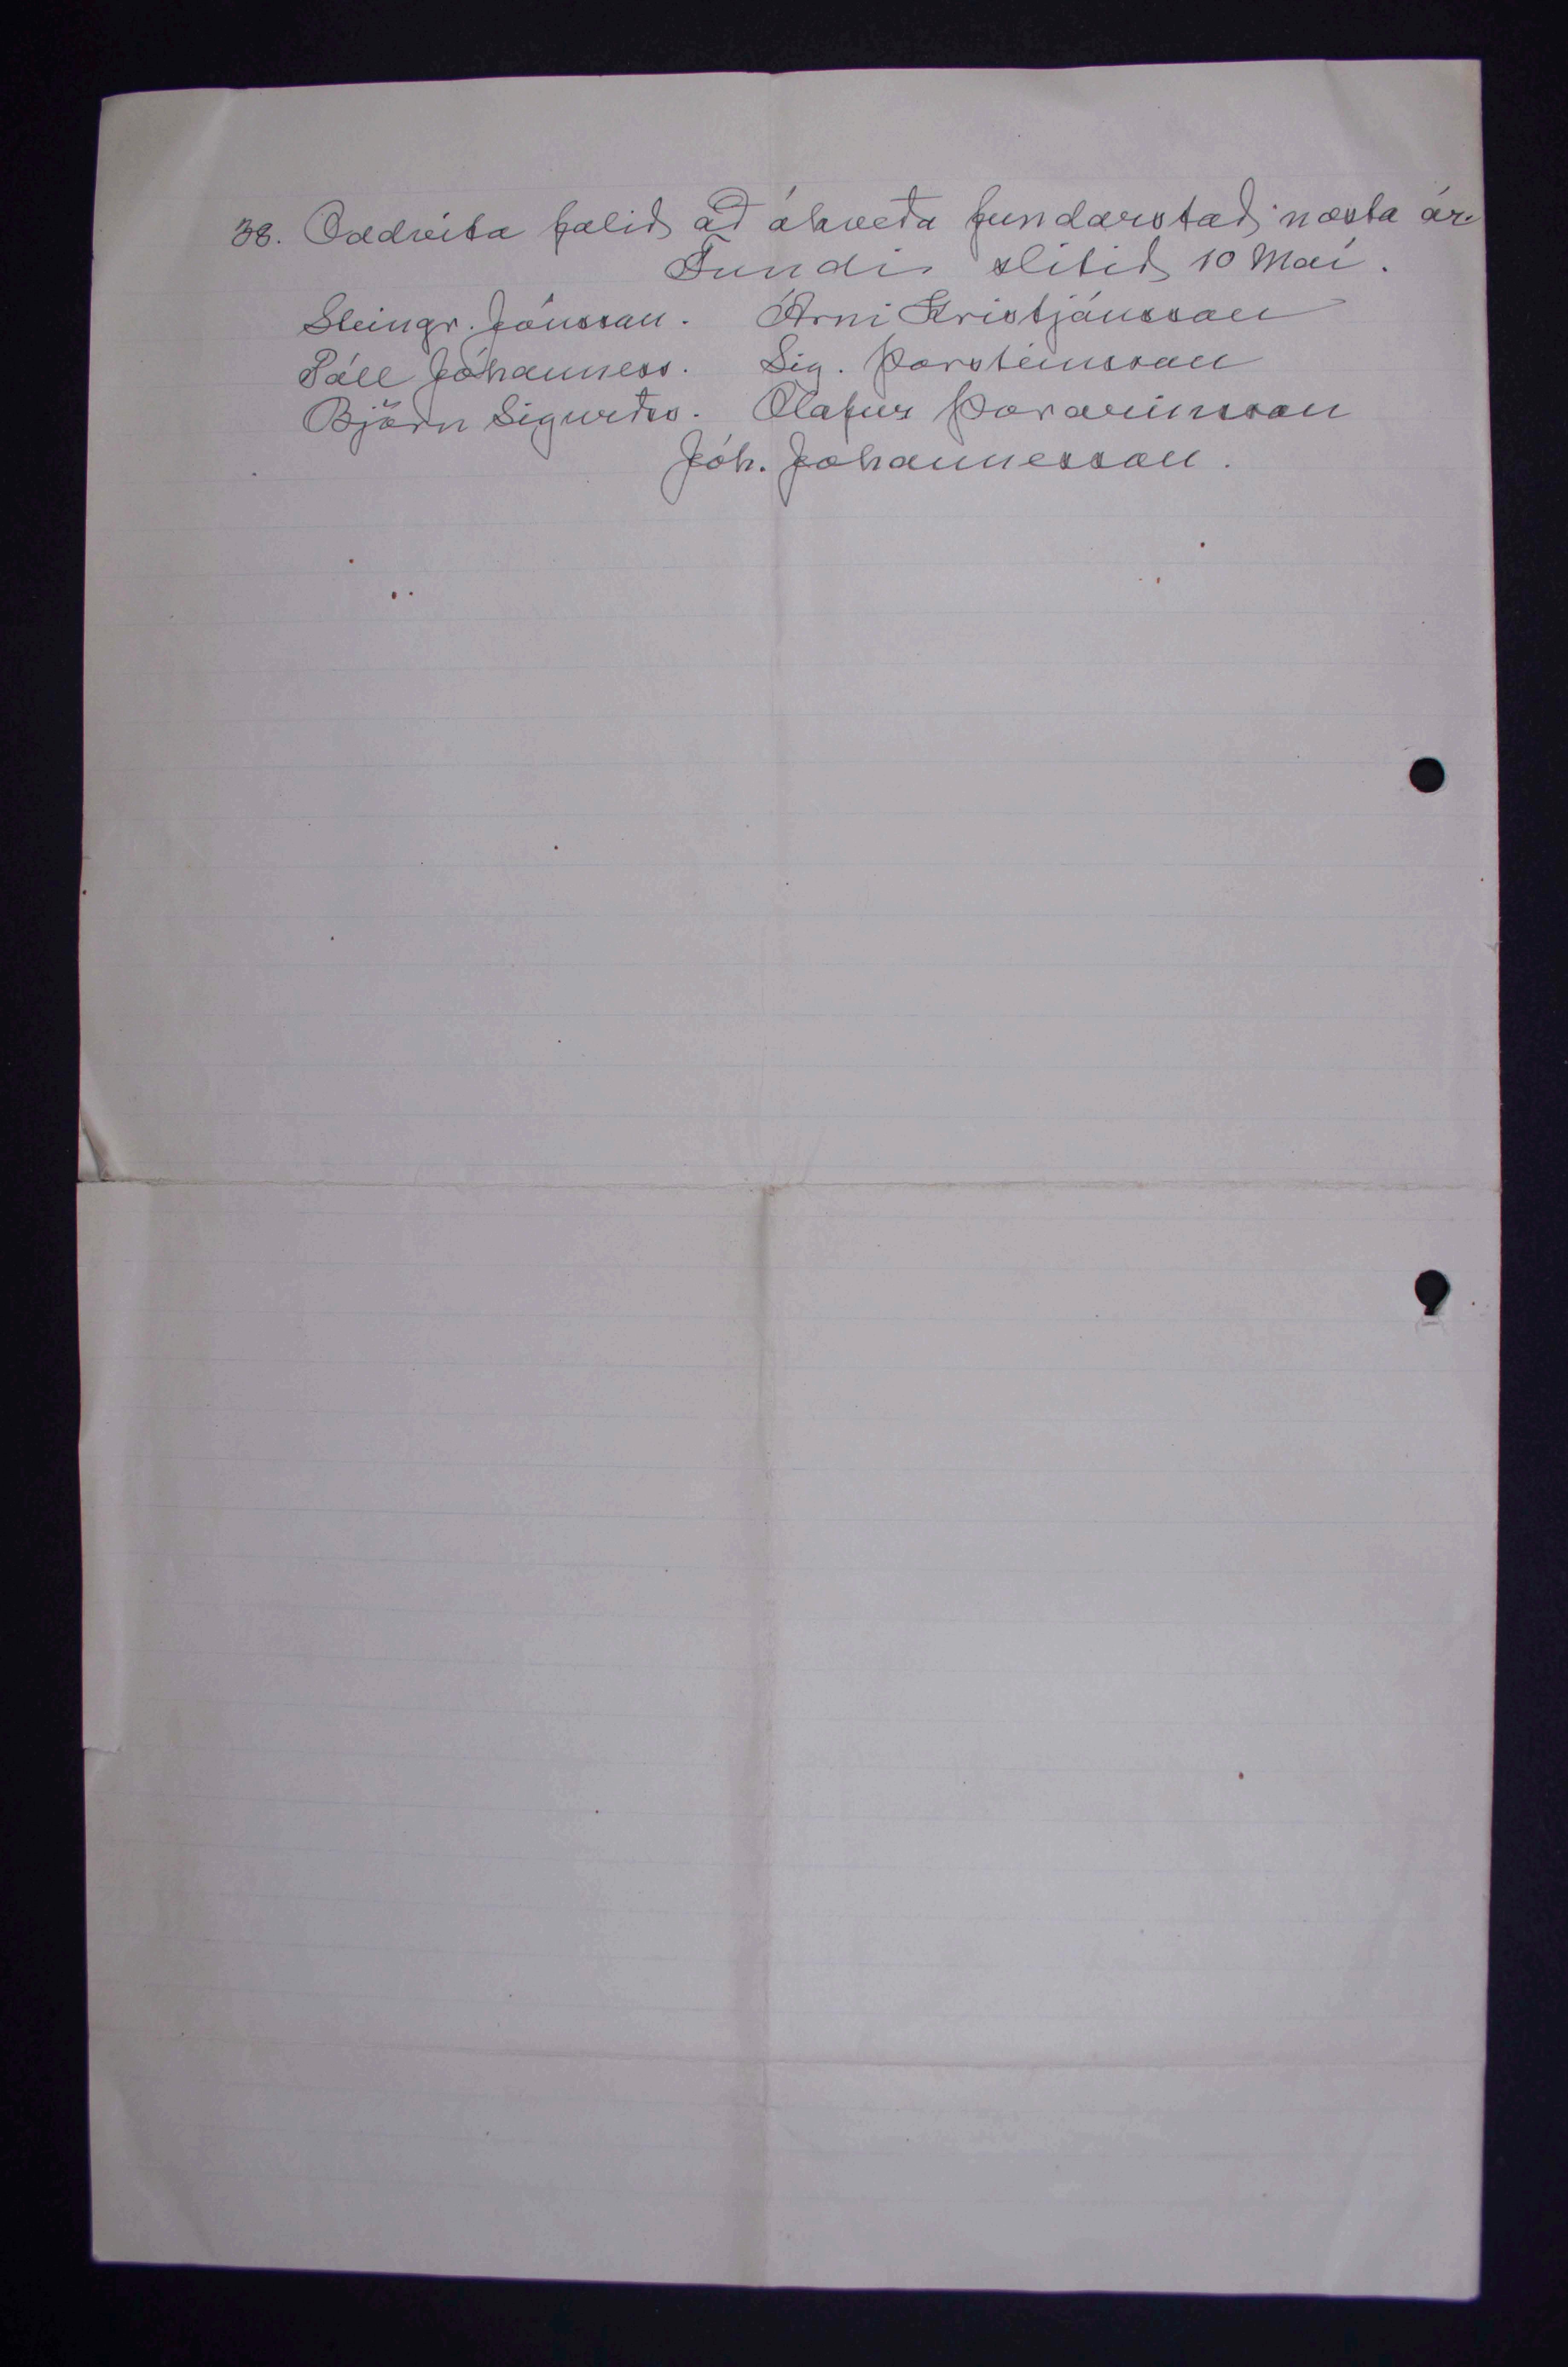 38. Oddvita falið að ákveða fundarstað næsta ár.
Fundi slitið 10 Maí.
Steingr. Jónsson. Árni Kristjánsson
Páll Jóhanness. Sig. Þorsteinsson
Björn Sigurðss. Ólafur Þorarinsson
Jóh. Jóhannesson.